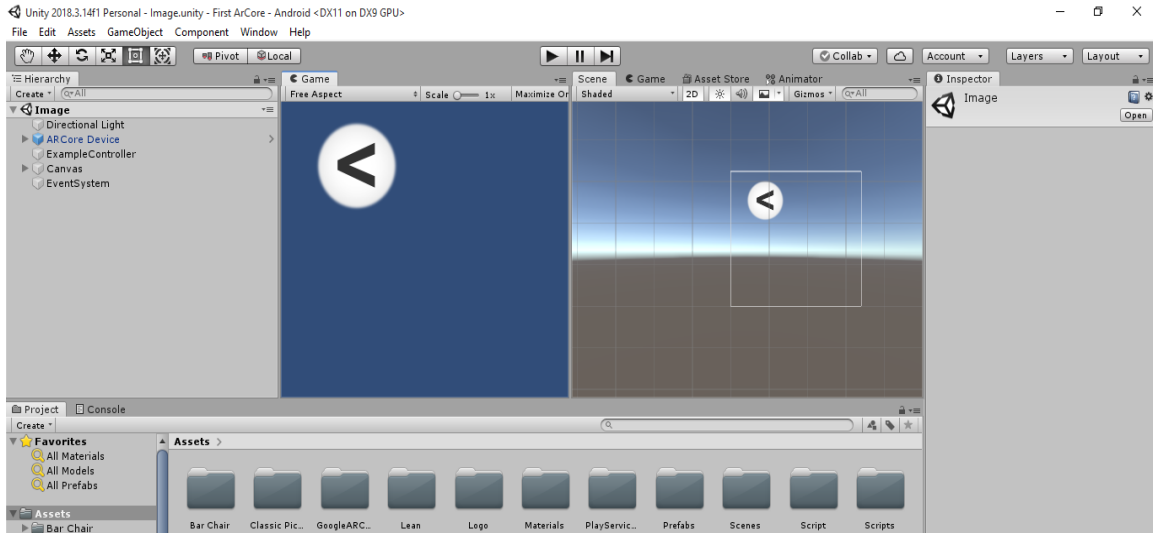 Unity 2018.3.14f1 Personal - Image.unity - First ArCore - Android <DX11 on DX9 GPU>
File Edit Assets GameObject Component Window Help
Pivot Local Collab Account Layers Layout
Hierarchy
Create All
Image
Directional Light
ARCore Device
ExampleController
Canvas
EventSystem
Game
Free Aspect Scale 1x Maximize Or
<
Scene Game Asset Store Animator
Shaded 2D Gizmos All
<
Inspector
Image
Open
Project Console
Create
Favorites
All Materials
All Models
All Prefabs
Assets
Bar Chair
Assets >
Bar Chair Classic Pic... GoogleARC... Lean Logo Materials PlayServic... Prefabs Scenes Script Scripts